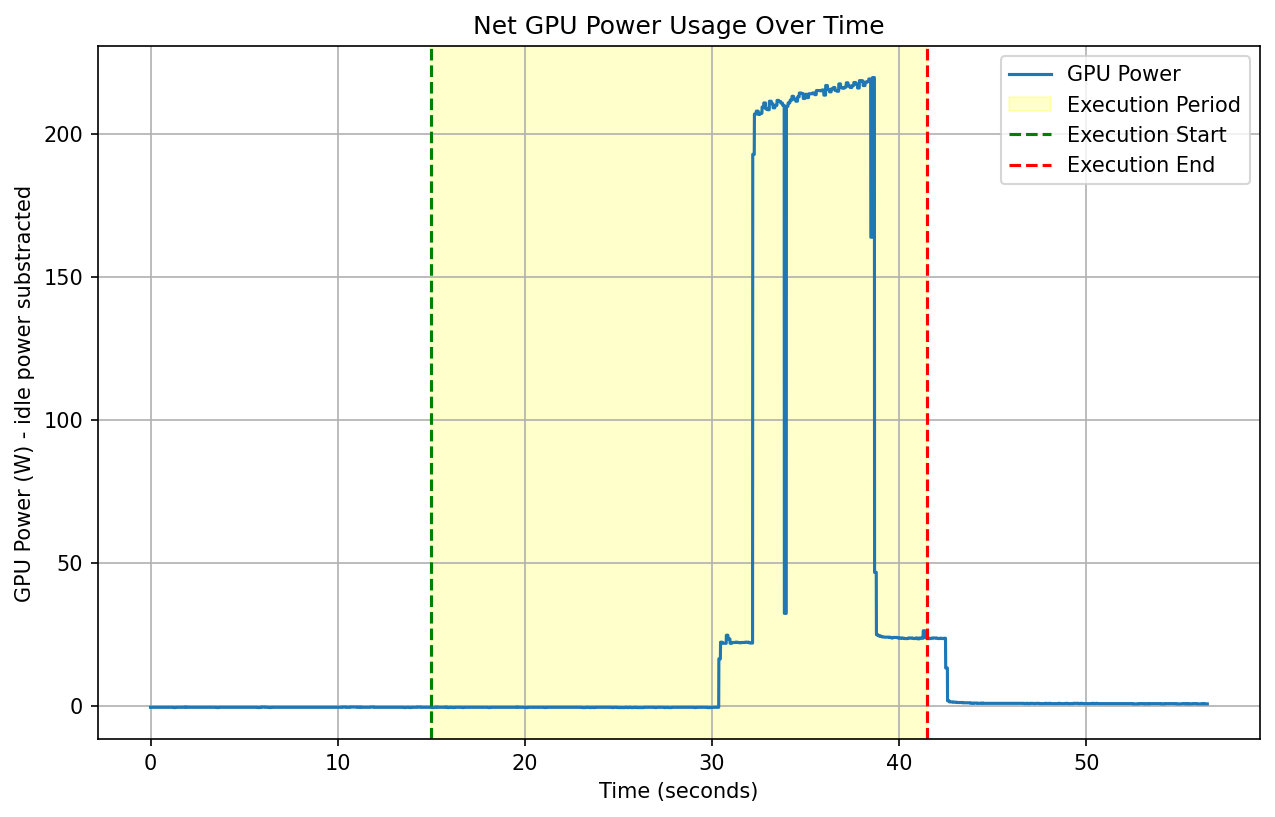 Net GPU Power Usage Over Time
GPU Power
Execution Period
Execution Start
Execution End
GPU Power (W) - idle power substracted
200
150
100
50
0
0 10 20 30 40 50
Time (seconds)